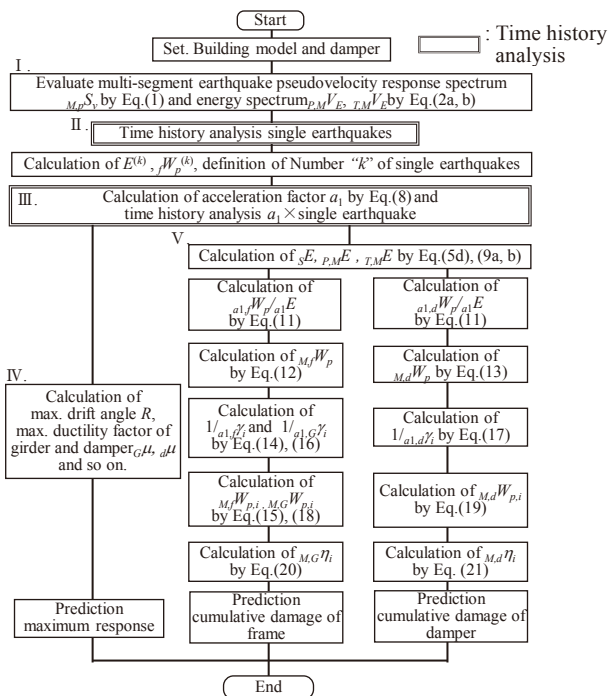 Start
: Time history
analysis
Set. Building model and damper
I .
Evaluate multi-segment earthquake pseudovelocity response spectrum
M,pSv by Eq.(1) and energy spectrumP,MVE, T,MVEby Eq.(2a, b)
II .
Time history analysis single earthquakes
Calculation of E(k) , fWp(k), definition of Number “k” of single earthquakes
III .
Calculation of acceleration factor a1 by Eq.(8) and
time history analysis a1×single earthquake
V .
Calculation of SE, P,ME , T,ME by Eq.(5d), (9a, b)
Calculation of
a1,fWp/a1E
by Eq.(11)
Calculation of
a1,dWp/a1E
by Eq.(11)
Calculation of M,fWp
by Eq.(12)
Calculation of
M,dWp by Eq.(13)
IV .
Calculation of
max. drift angle R,
max. ductility factor of
girder and damperGμ, dμ
and so on.
Calculation of
1/a1,fγi and 1/a1,Gγi
by Eq.(14), (16)
Calculation of
1/a1,dγi by Eq.(17)
Calculation of
M,fWp,i , M,GWp,i
by Eq.(15), (18)
Calculation of M,dWp,i
by Eq.(19)
Calculation of M,Gηi
by Eq.(20)
Calculation of M,dηi
by Eq. (21)
Prediction
maximum response
Prediction
cumulative damage of
frame
Prediction
cumulative damage of
damper
End